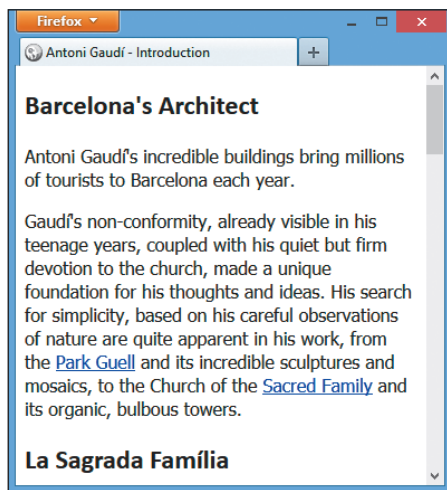 Firefox
Antoni Gaudí - Introduction
Barcelona's Architect
Antoni Gaudí's incredible buildings bring millions
of tourists to Barcelona each year.
Gaudí's non-conformity, already visible in his
teenage years, coupled with his quiet but firm
devotion to the church, made a unique
foundation for his thoughts and ideas. His search
for simplicity, based on his careful observations
of nature are quite apparent in his work, from
the Park Guell and its incredible sculptures and
mosaics, to the Church of the Sacred Family and
its organic, bulbous towers.
La Sagrada Família